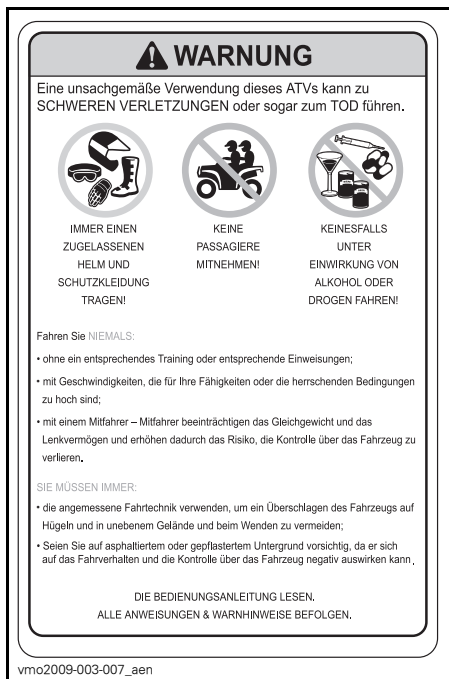 WARNUNG
Eine unsachgemäße Verwendung dieses ATVs kann zu
SCHWEREN VERLETZUNGEN oder sogar zum TOD führen.
IMMER EINEN
ZUGELASSENEN
HELM UND
SCHUTZKLEIDUNG
TRAGEN!
KEINE
PASSAGIERE
MITNEHMEN!
KEINESFALLS
UNTER
EINWIRKUNG VON
ALKOHOL ODER
DROGEN FAHREN!
Fahren Sie NIEMALS:
• ohne ein entsprechendes Training oder entsprechende Einweisungen;
• mit Geschwindigkeiten, die für Ihre Fähigkeiten oder die herrschenden Bedingungen
zu hoch sind;
• mit einem Mitfahrer – Mitfahrer beeinträchtigen das Gleichgewicht und das
Lenkvermögen und erhöhen dadurch das Risiko, die Kontrolle über das Fahrzeug zu
verlieren.
SIE MÜSSEN IMMER:
• die angemessene Fahrtechnik verwenden, um ein Überschlagen des Fahrzeugs auf
Hügeln und in unebenem Gelände und beim Wenden zu vermeiden;
• Seien Sie auf asphaltiertem oder gepflastertem Untergrund vorsichtig, da er sich
auf das Fahrverhalten und die Kontrolle über das Fahrzeug negativ auswirken kann.
DIE BEDIENUNGSANLEITUNG LESEN.
ALLE ANWEISUNGEN & WARNHINWEISE BEFOLGEN.
vmo2009-003-007_aen